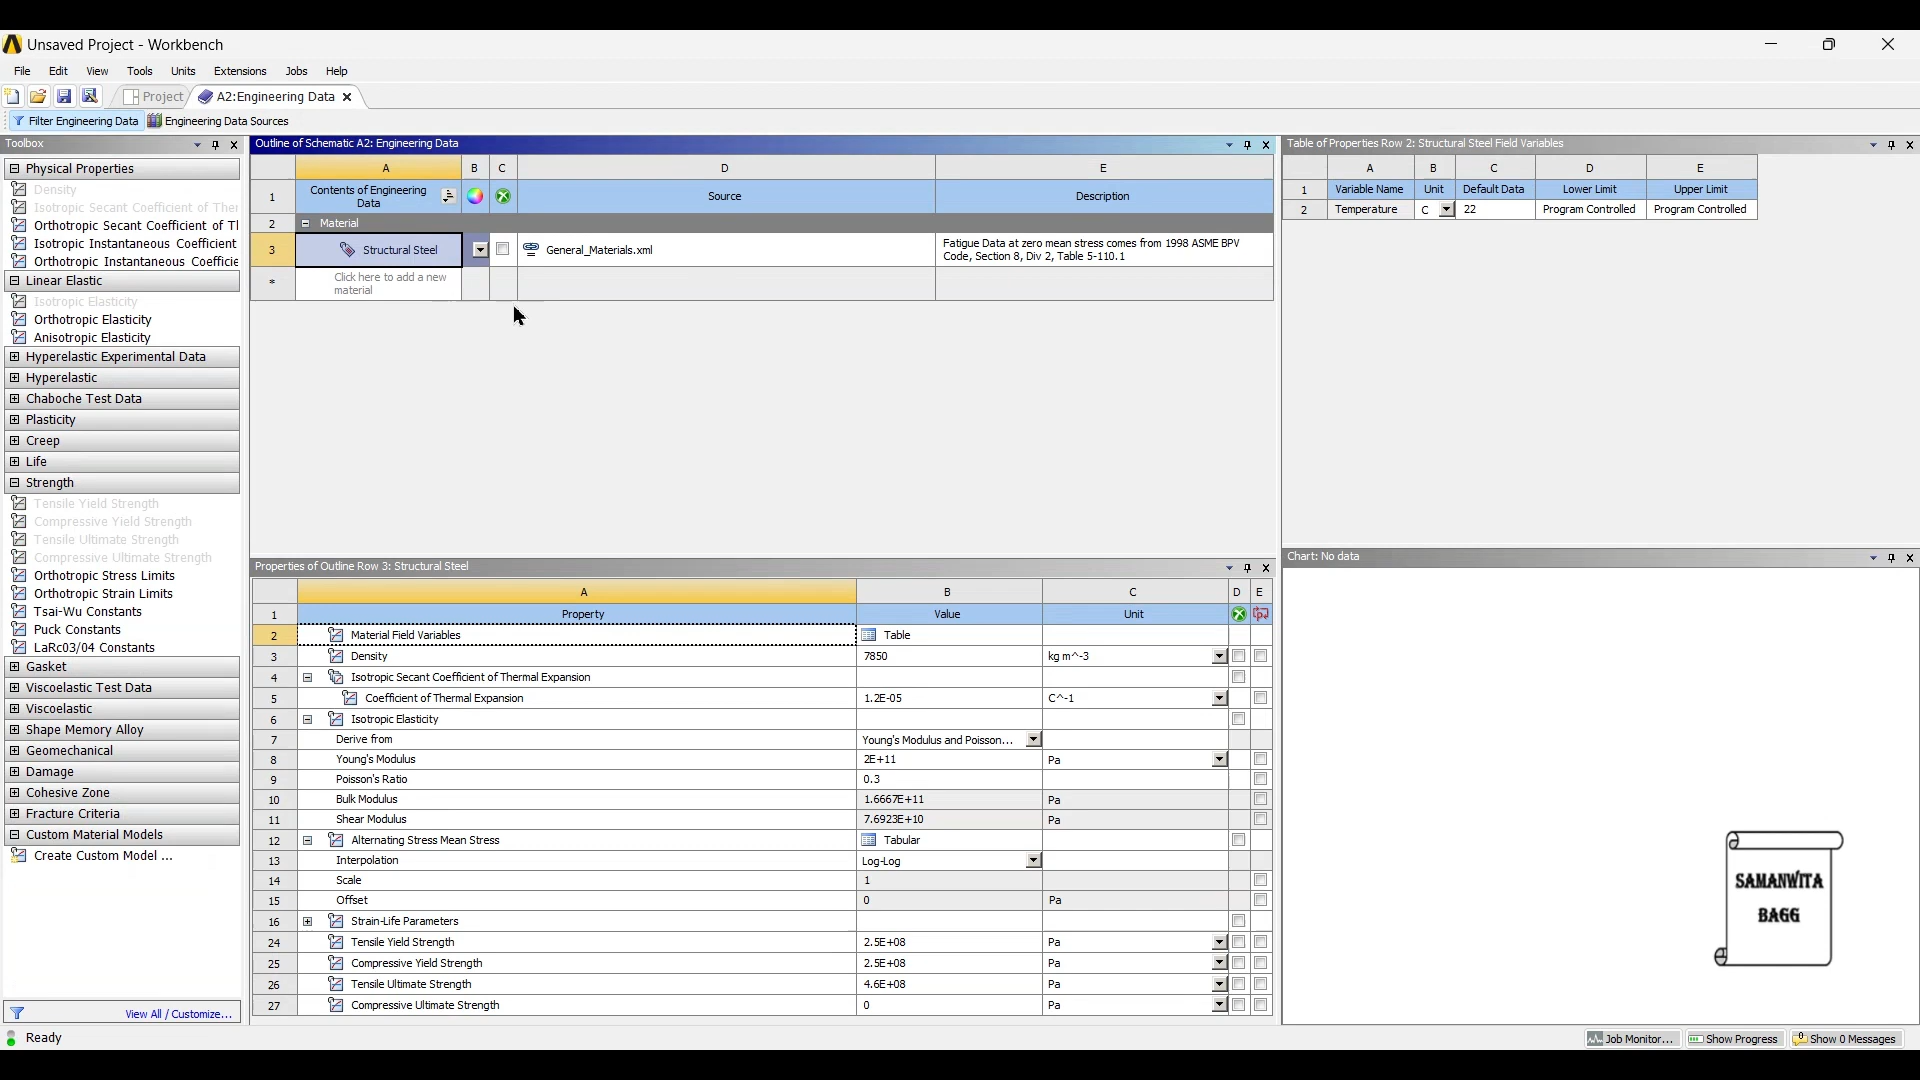 Unsaved Project - Workbench
File Edit View Tools Units Extensions Jobs Help
Project A2:Engineering Data
Filter Engineering Data Engineering Data Sources
Toolbox
Physical Properties
Density
Isotropic Secant Coefficient of Ther
Orthotropic Secant Coefficient of Tl
Isotropic Instantaneous Coefficient
Orthotropic Instantaneous Coefficie
Linear Elastic
Isotropic Elasticity
Orthotropic Elasticity
Anisotropic Elasticity
Hyperelastic Experimental Data
Hyperelastic
Chaboche Test Data
Plasticity
Creep
Life
Strength
Tensile Yield Strength
Compressive Yield Strength
Tensile Ultimate Strength
Compressive Ultimate Strength
Orthotropic Stress Limits
Orthotropic Strain Limits
Tsai-Wu Constants
Puck Constants
LaRc03/04 Constants
Gasket
Viscoelastic Test Data
Viscoelastic
Shape Memory Alloy
Geomechanical
Damage
Cohesive Zone
Fracture Criteria
Custom Material Models
Create Custom Model ...
View All / Customize...
Outline of Schematic A2: Engineering Data
A B C D E
1 Contents of Engineering Data Source Description
2 Material
3 Structural Steel General_Materials.xml Fatigue Data at zero mean stress comes from 1998 ASME BPV
Code, Section 8, Div 2, Table 5-110.1
* Click here to add a new
material
Properties of Outline Row 3: Structural Steel
A B C D E
1 Property Value Unit
2 Material Field Variables Table
3 Density 7850 kg m^-3
4 Isotropic Secant Coefficient of Thermal Expansion
5 Coefficient of Thermal Expansion 1.2E-05 C^-1
6 Isotropic Elasticity
7 Derive from Young's Modulus and Poisson...
8 Young's Modulus 2E+11 Pa
9 Poisson's Ratio 0.3
10 Bulk Modulus 1.6667E+11 Pa
11 Shear Modulus 7.6923E+10 Pa
12 Alternating Stress Mean Stress Tabular
13 Interpolation Log-Log
14 Scale 1
15 Offset 0 Pa
16 Strain-Life Parameters
24 Tensile Yield Strength 2.5E+08 Pa
25 Compressive Yield Strength 2.5E+08 Pa
26 Tensile Ultimate Strength 4.6E+08 Pa
27 Compressive Ultimate Strength 0 Pa
Table of Properties Row 2: Structural Steel Field Variables
A B C D E
1 Variable Name Unit Default Data Lower Limit Upper Limit
2 Temperature C 22 Program Controlled Program Controlled
Chart: No data
SAMANWITA
BAGG
Ready
Job Monitor... Show Progress Show 0 Messages